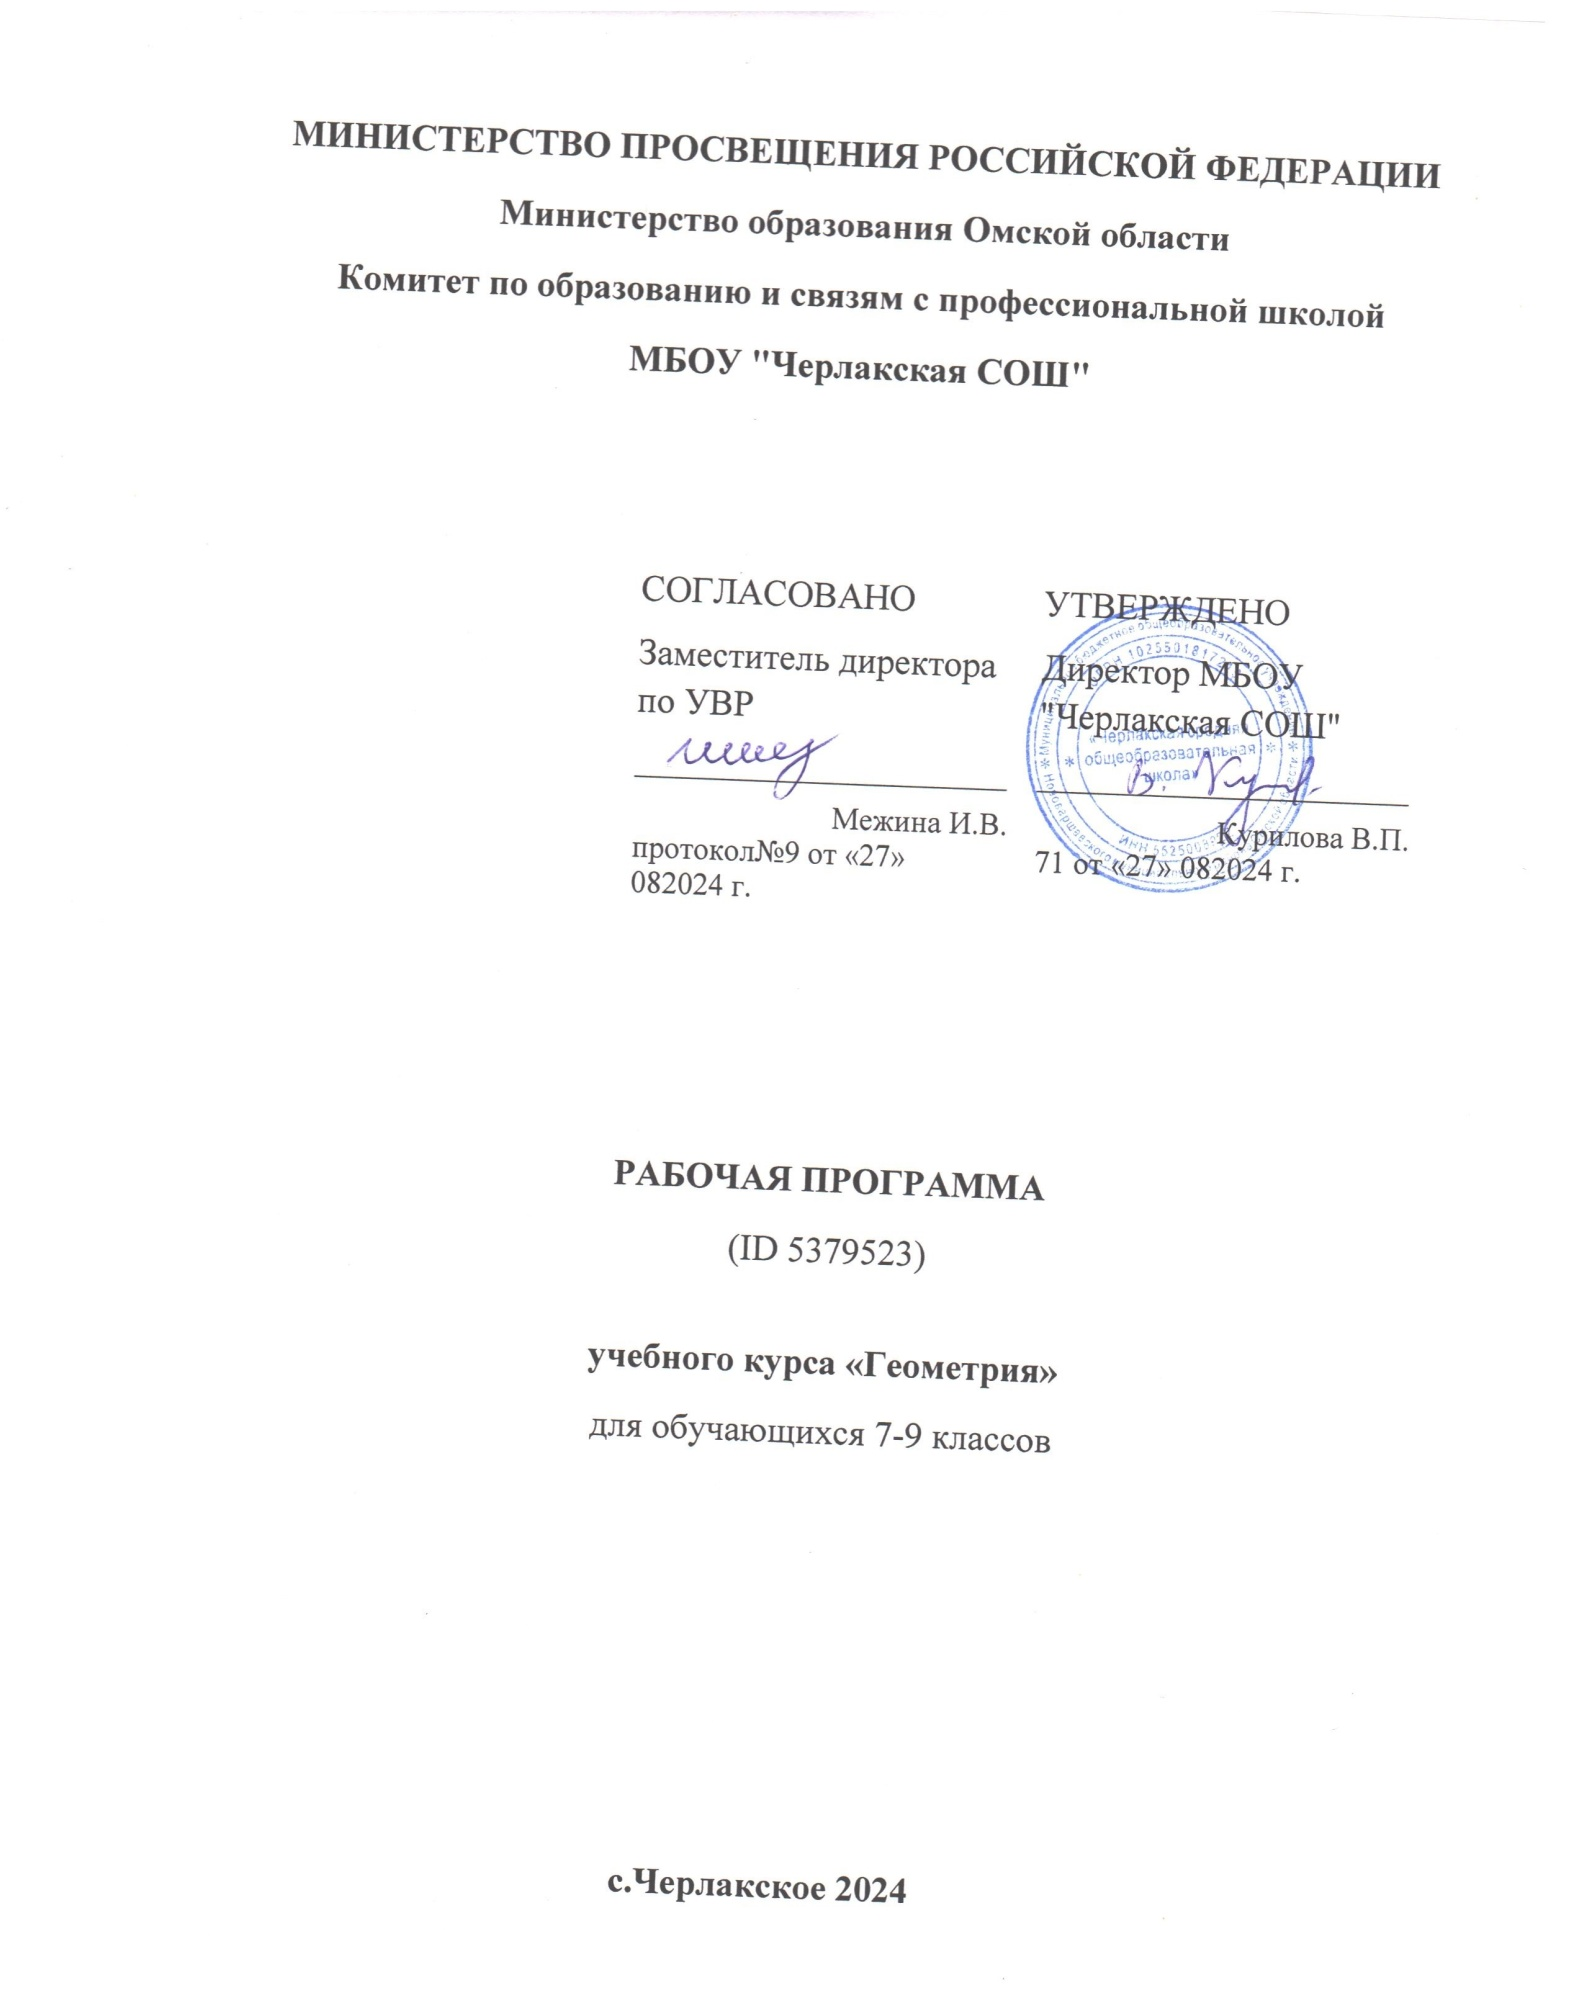 МИНИСТЕРСТВО ПРОСВЕЩЕНИЯ РОССИЙСКОЙ ФЕДЕРАЦИИ
Министерство образования Омской области
Комитет по образованию и связям с профессиональной школой
МБОУ "Черлакская СОШ"
СОГЛАСОВАНО
Заместитель директора
по УВР
Межина И.В.
протокол№9 от «27»
082024 г.
УТВЕРЖДЕНО
Директор МБОУ
"Черлакская СОШ"
Курилова В.П.
71 от «27» 082024 г.
общеобразовательная
школа»
РАБОЧАЯ ПРОГРАММА
(ID 5379523)
учебного курса «Геометрия»
для обучающихся 7-9 классов
с.Черлакское 2024